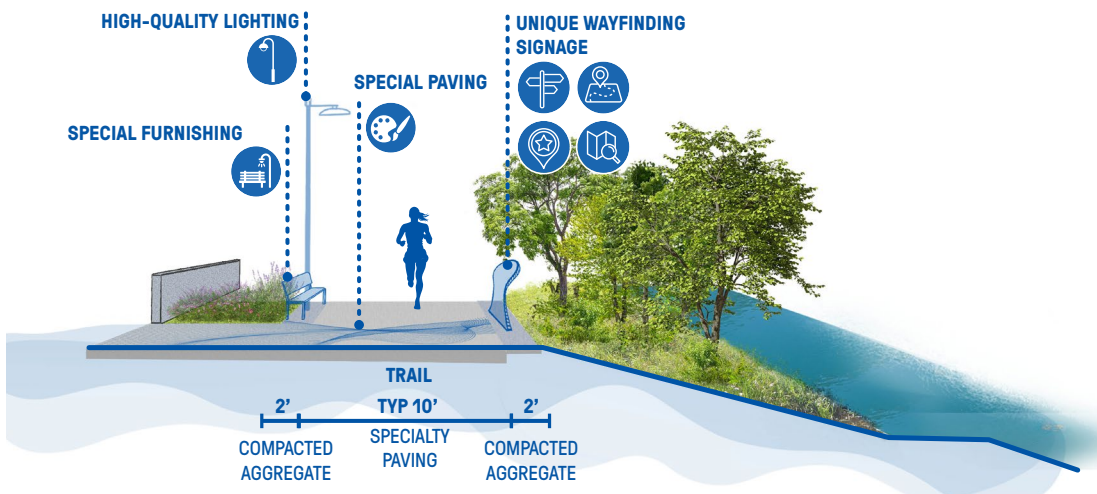 HIGH-QUALITY LIGHTING
UNIQUE WAYFINDING
SIGNAGE
SPECIAL PAVING
SPECIAL FURNISHING
TRAIL
2’
TYP 10’
2’
COMPACTED
AGGREGATE
SPECIALTY
PAVING
COMPACTED
AGGREGATE